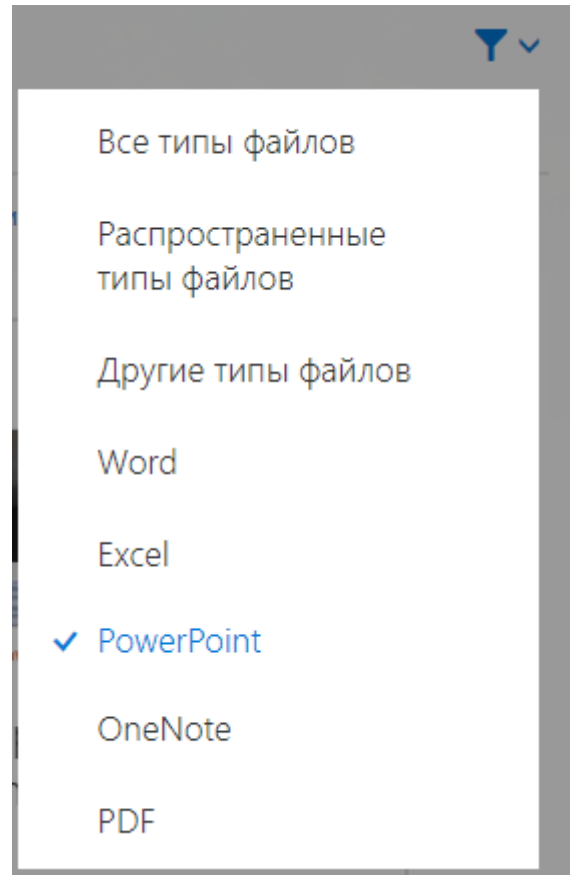 Все типы файлов
Распространенные
типы файлов
Другие типы файлов
Word
Excel
PowerPoint
OneNote
PDF